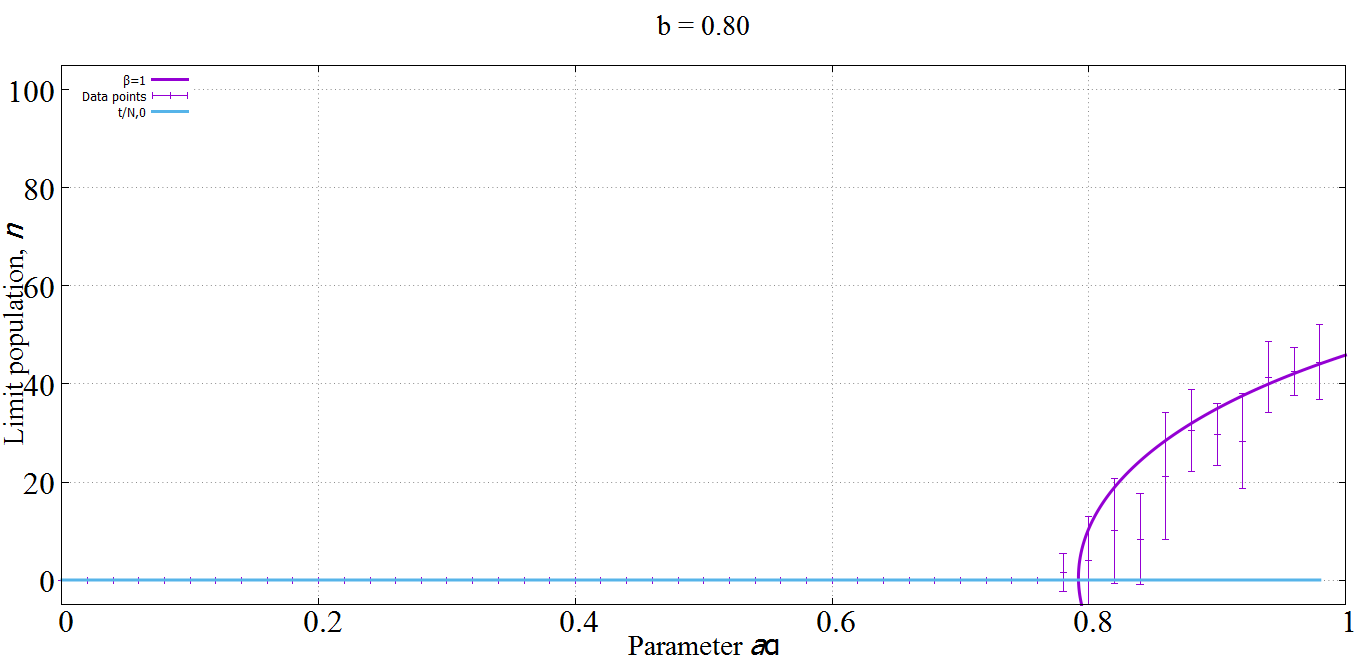 b = 0.80
β=1
Data points
t/N,0
100
80
60
40
20
0
Limit population, n
0 0.2 0.4 0.6 0.8 1
Parameter